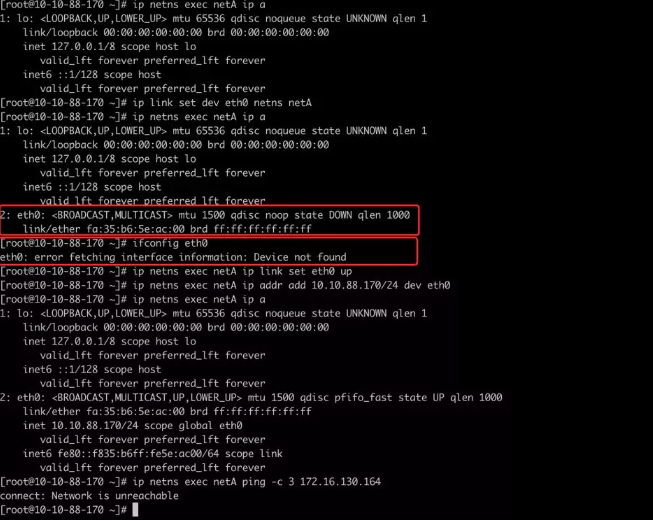 [root@10-10-88-170 ~]# ip netns exec netA ip a
1: lo: <LOOPBACK,UP,LOWER_UP> mtu 65536 qdisc noqueue state UNKNOWN qlen 1
    link/loopback 00:00:00:00:00:00 brd 00:00:00:00:00:00
    inet 127.0.0.1/8 scope host lo
       valid_lft forever preferred_lft forever
    inet6 ::1/128 scope host
       valid_lft forever preferred_lft forever
[root@10-10-88-170 ~]# ip link set dev eth0 netns netA
[root@10-10-88-170 ~]# ip netns exec netA ip a
1: lo: <LOOPBACK,UP,LOWER_UP> mtu 65536 qdisc noqueue state UNKNOWN qlen 1
    link/loopback 00:00:00:00:00:00 brd 00:00:00:00:00:00
    inet 127.0.0.1/8 scope host lo
       valid_lft forever preferred_lft forever
    inet6 ::1/128 scope host
       valid_lft forever preferred_lft forever
2: eth0: <BROADCAST,MULTICAST> mtu 1500 qdisc noop state DOWN qlen 1000
    link/ether fa:35:b6:5e:ac:00 brd ff:ff:ff:ff:ff:ff
[root@10-10-88-170 ~]# ifconfig eth0
eth0: error fetching interface information: Device not found
[root@10-10-88-170 ~]# ip netns exec netA ip link set eth0 up
[root@10-10-88-170 ~]# ip netns exec netA ip addr add 10.10.88.170/24 dev eth0
[root@10-10-88-170 ~]# ip netns exec netA ip a
1: lo: <LOOPBACK,UP,LOWER_UP> mtu 65536 qdisc noqueue state UNKNOWN qlen 1
    link/loopback 00:00:00:00:00:00 brd 00:00:00:00:00:00
    inet 127.0.0.1/8 scope host lo
       valid_lft forever preferred_lft forever
    inet6 ::1/128 scope host
       valid_lft forever preferred_lft forever
2: eth0: <BROADCAST,MULTICAST,UP,LOWER_UP> mtu 1500 qdisc pfifo_fast state UP qlen 1000
    link/ether fa:35:b6:5e:ac:00 brd ff:ff:ff:ff:ff:ff
    inet 10.10.88.170/24 scope global eth0
       valid_lft forever preferred_lft forever
    inet6 fe80::f835:b6ff:fe5e:ac00/64 scope link
       valid_lft forever preferred_lft forever
[root@10-10-88-170 ~]# ip netns exec netA ping -c 3 172.16.130.164
connect: Network is unreachable
[root@10-10-88-170 ~]#